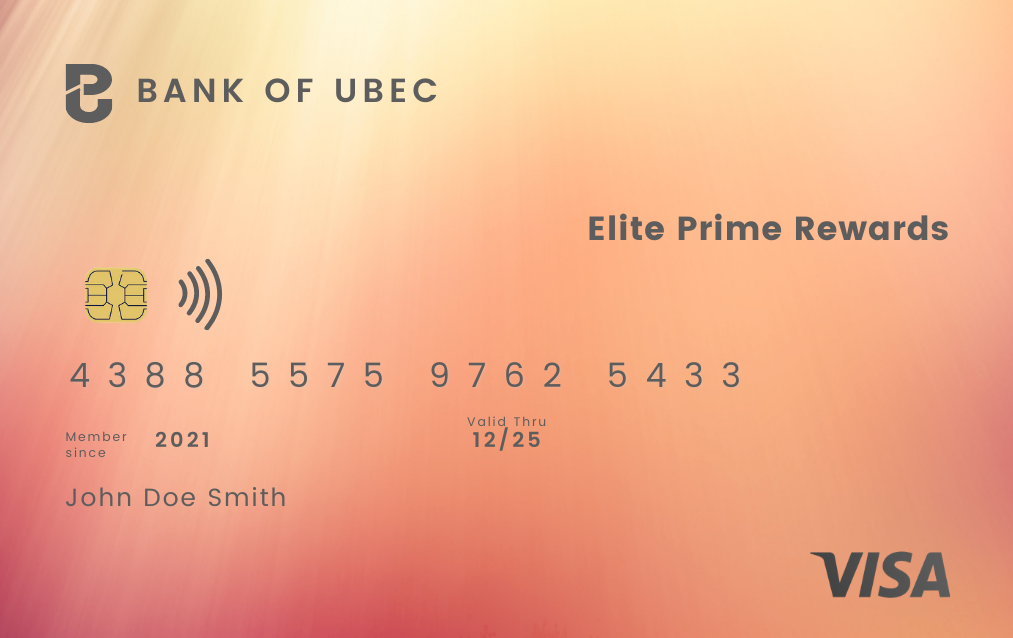 BANK OF UBEC
Elite Prime Rewards
4388 5575 9762 5433
Valid Thru
Member since 2021 12/25
John Doe Smith
VISA